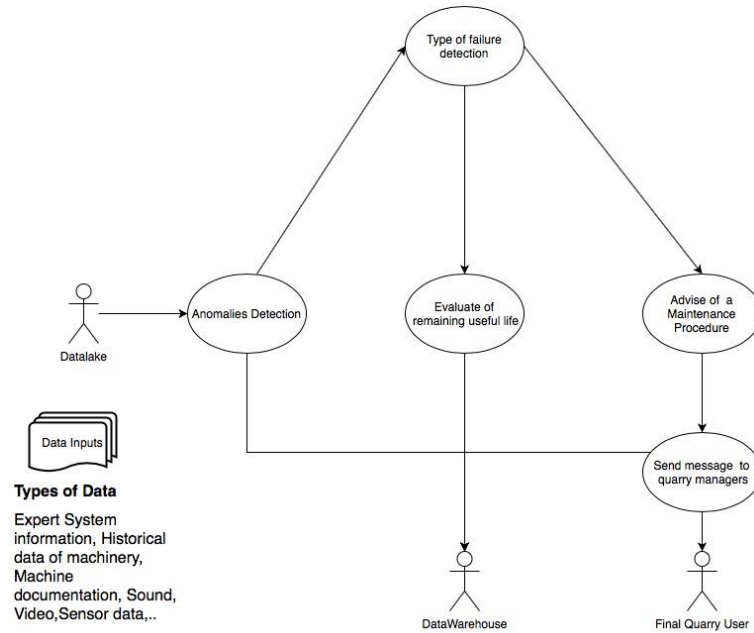 Type of failure
detection
Anomalies Detection
Evaluate of
remaining useful life
Advise of a
Maintenance
Procedure
Datalake
Data Inputs
Send message to
quarry managers
Types of Data
Expert System
information, Historical
data of machinery,
Machine
documentation, Sound,
Video,Sensor data,..
DataWarehouse
Final Quarry User